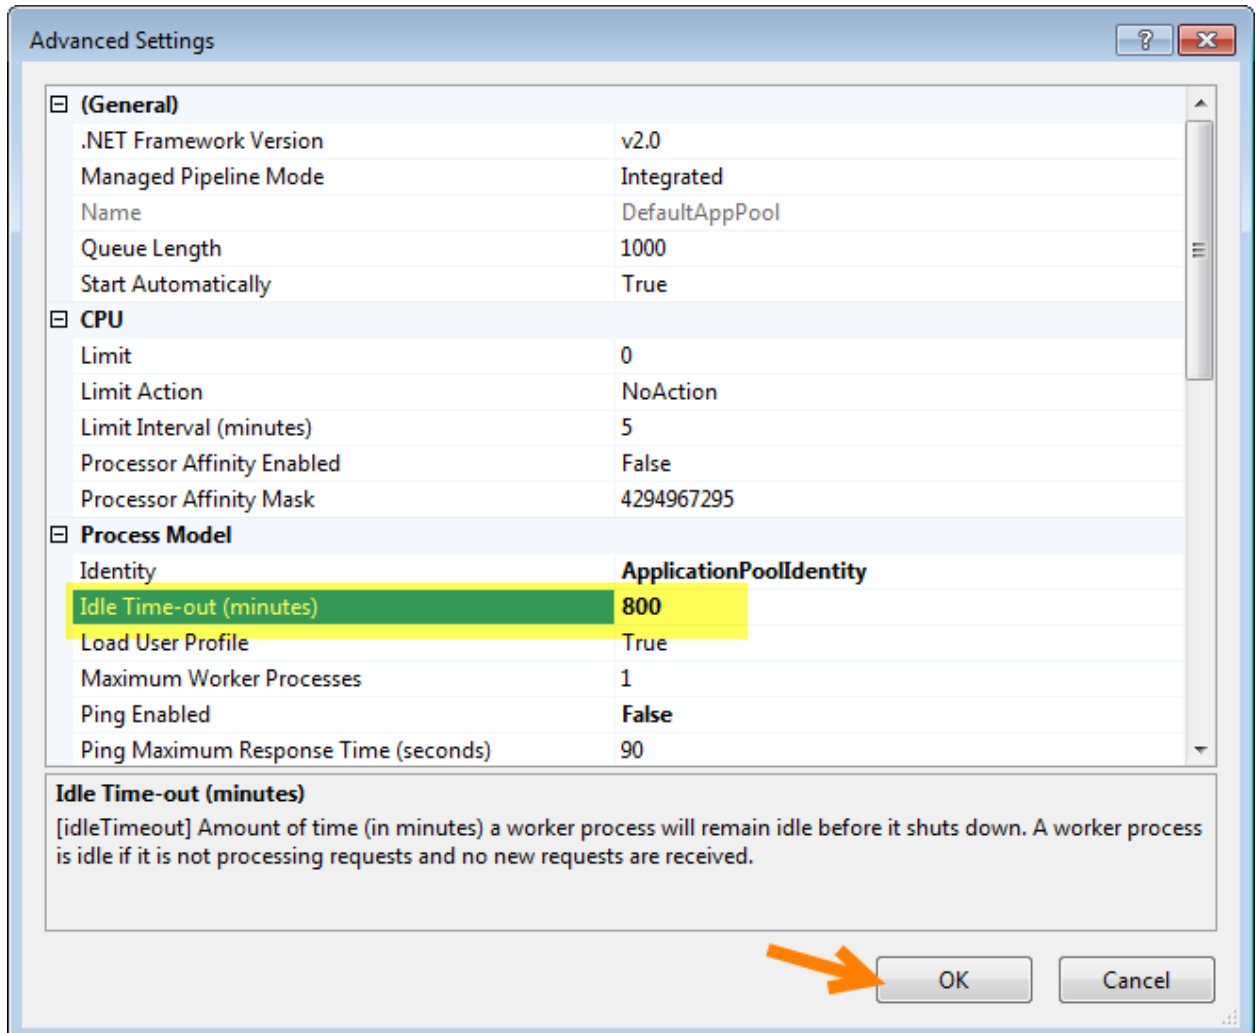 Advanced Settings
(General)
.NET Framework Version v2.0
Managed Pipeline Mode Integrated
Name DefaultAppPool
Queue Length 1000
Start Automatically True
CPU
Limit 0
Limit Action NoAction
Limit Interval (minutes) 5
Processor Affinity Enabled False
Processor Affinity Mask 4294967295
Process Model
Identity ApplicationPoolIdentity
Idle Time-out (minutes) 800
Load User Profile True
Maximum Worker Processes 1
Ping Enabled False
Ping Maximum Response Time (seconds) 90
Idle Time-out (minutes)
[idleTimeout] Amount of time (in minutes) a worker process will remain idle before it shuts down. A worker process
is idle if it is not processing requests and no new requests are received.
OK Cancel